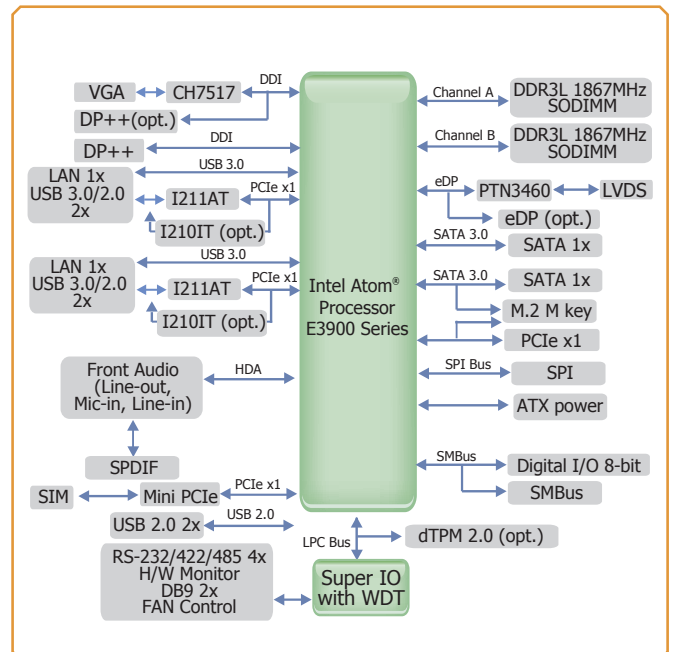 DDI
VGA
CH7517
DP++(opt.)
DDI
DP++
USB 3.0
LAN 1x
USB 3.0/2.0
2x
I211AT
PCIe x1
I210IT (opt.)
USB 3.0
LAN 1x
USB 3.0/2.0
2x
I211AT
PCIe x1
I210IT (opt.)
Front Audio
(Line-out,
Mic-in, Line-in)
HDA
SPDIF
SIM
Mini PCIe
PCIe x1
USB 2.0 2x
USB 2.0
RS-232/422/485 4x
H/W Monitor
DB9 2x
FAN Control
Intel Atom®
Processor
E3900 Series
LPC Bus
Super IO
with WDT
Channel A
DDR3L 1867MHz
SODIMM
Channel B
DDR3L 1867MHz
SODIMM
eDP
PTN3460
LVDS
eDP (opt.)
SATA 3.0
SATA 1x
SATA 3.0
SATA 1x
M.2 M key
PCIe x1
SPI Bus
SPI
ATX power
SMBus
Digital I/O 8-bit
SMBus
dTPM 2.0 (opt.)